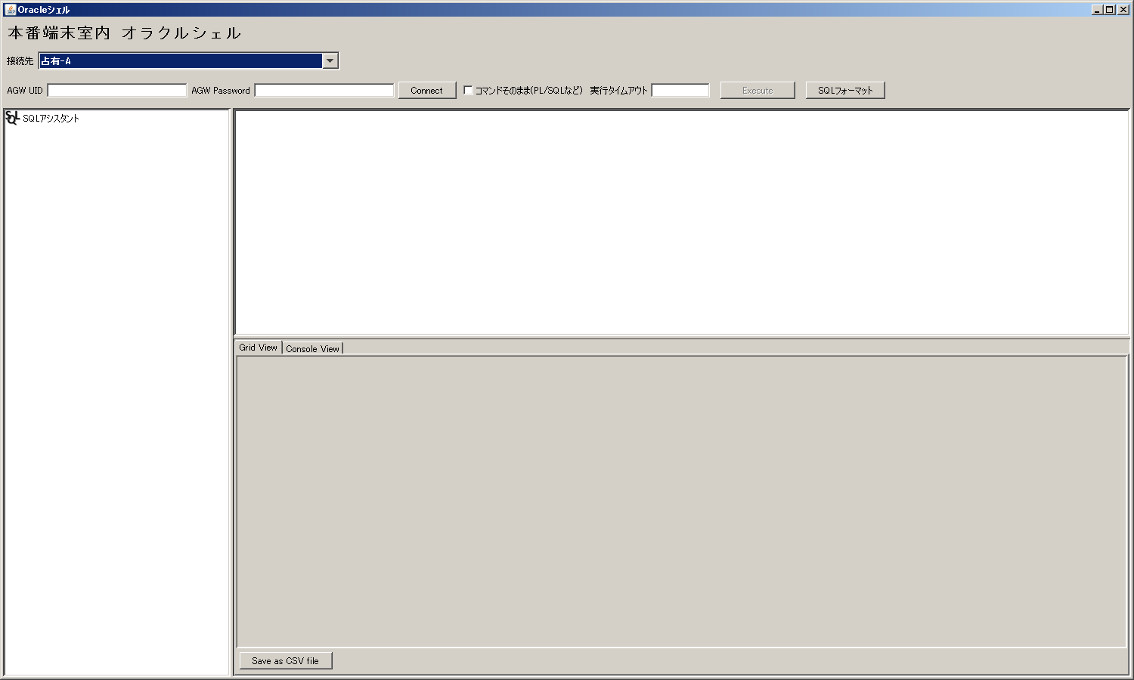 Oracleシェル
本番端末室内 オラクルシェル
接続先 占有-A
AGW UID AGW Password Connect コマンドそのまま(PL/SQLなど) 実行タイムアウト Execute SQLフォーマット
SQLアシスタント
Grid View Console View
Save as CSV file